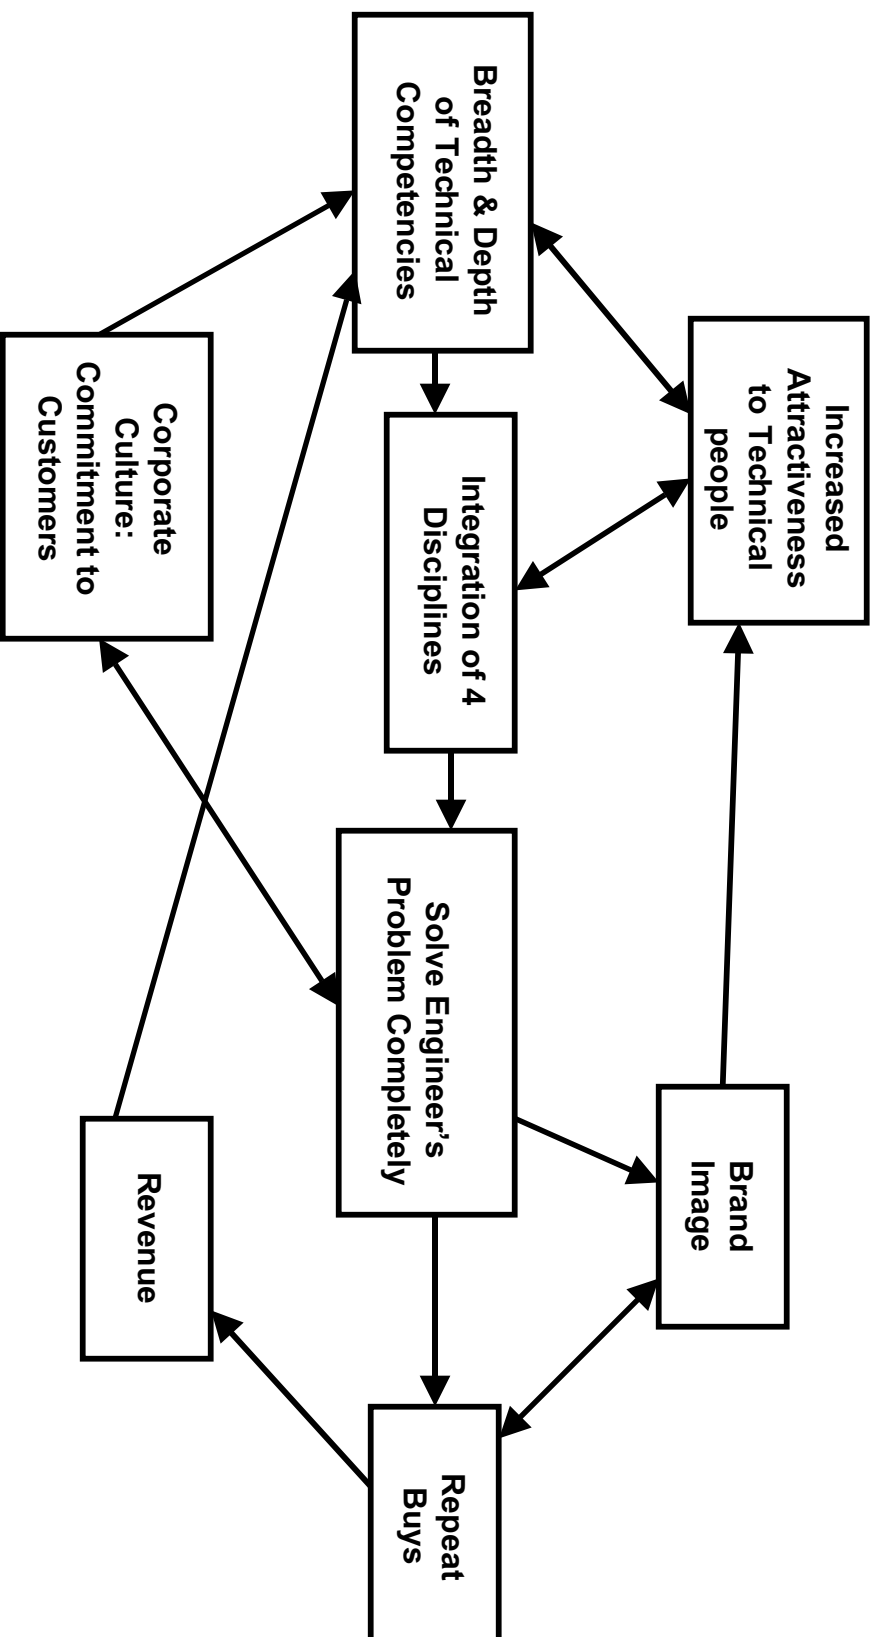 Increased
Attractiveness
to Technical
people
Brand
Image
Breadth & Depth
of Technical
Competencies
Integration of 4
Disciplines
Solve Engineer’s
Problem Completely
Repeat
Buys
Corporate
Culture:
Commitment to
Customers
Revenue